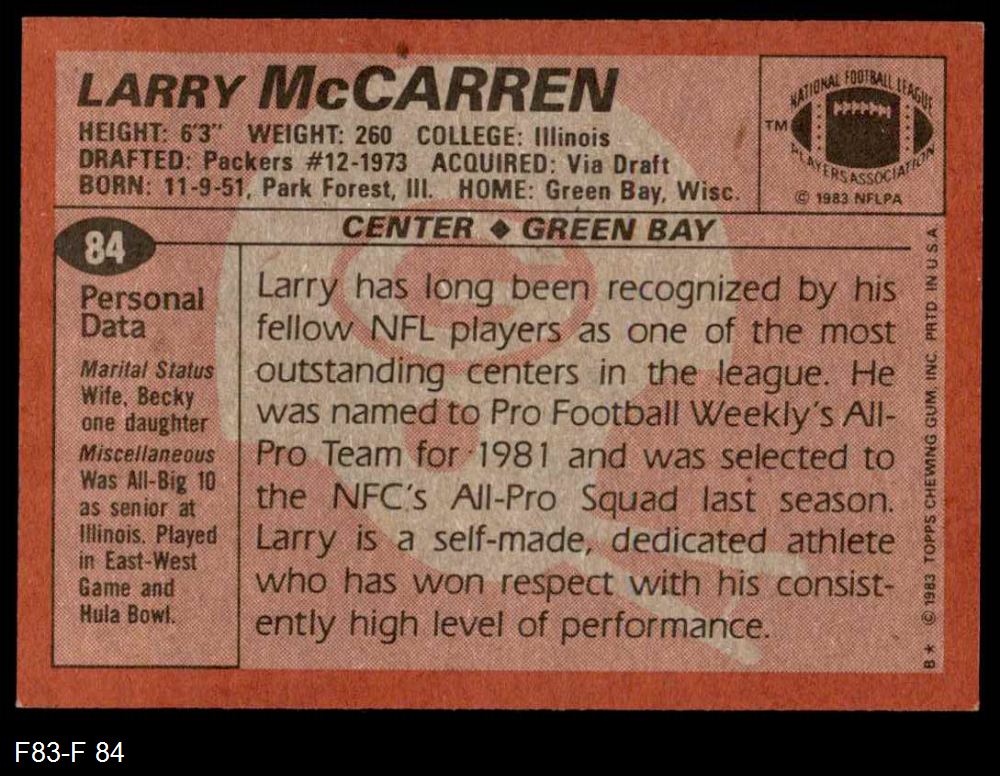 LARRY McCARREN
HEIGHT: 6'3" WEIGHT: 260 COLLEGE: Illinois
DRAFTED: Packers #12-1973 ACQUIRED: Via Draft
BORN: 11-9-51, Park Forest, Ill. HOME: Green Bay, Wisc.
NATIONAL FOOTBALL LEAGUE
TM
PLAYERS ASSOCIATION
© 1983 NFLPA
CENTER ◆ GREEN BAY
84
Personal
Data
Marital Status
Wife, Becky
one daughter
Miscellaneous
Was All-Big 10
as senior at
Illinois. Played
in East-West
Game and
Hula Bowl.
Larry has long been recognized by his
fellow NFL players as one of the most
outstanding centers in the league. He
was named to Pro Football Weekly's All-
Pro Team for 1981 and was selected to
the NFC's All-Pro Squad last season.
Larry is a self-made, dedicated athlete
who has won respect with his consist-
ently high level of performance.
B* © 1983 TOPPS CHEWING GUM, INC. PRTD. IN U.S.A.
F83-F 84